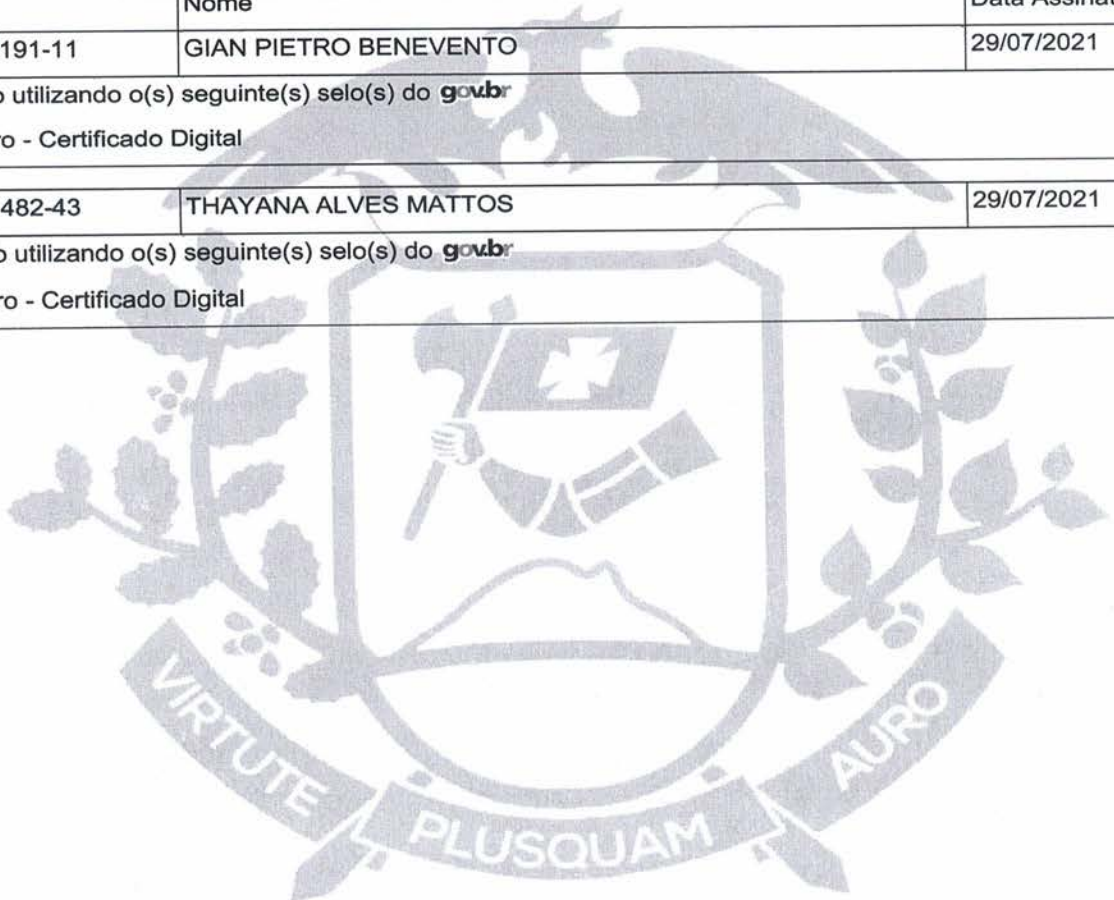 Nome
191-11 GIAN PIETRO BENEVENTO 29/07/2021
o utilizando o(s) seguinte(s) selo(s) do gov.br
ro - Certificado Digital
482-43 THAYANA ALVES MATTOS 29/07/2021
o utilizando o(s) seguinte(s) selo(s) do gov.br
ro - Certificado Digital
VIRTUTE PLUSQUAM AURO